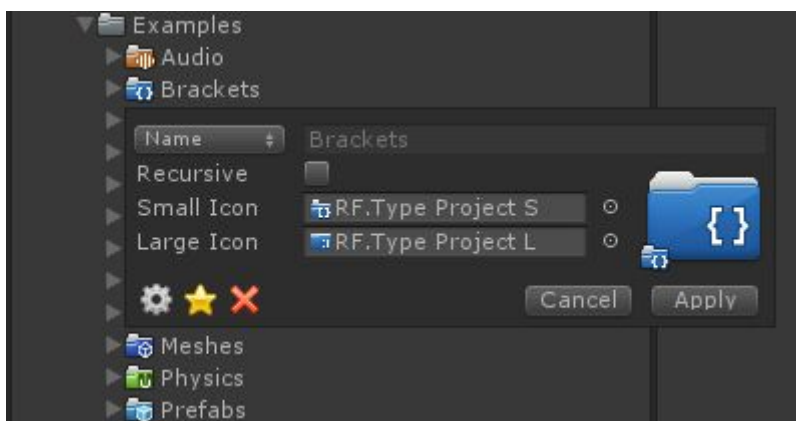 Examples
Audio
Brackets
Name Brackets
Recursive
Small Icon RF.Type Project S
Large Icon RF.Type Project L
{}
Cancel Apply
Meshes
Physics
Prefabs